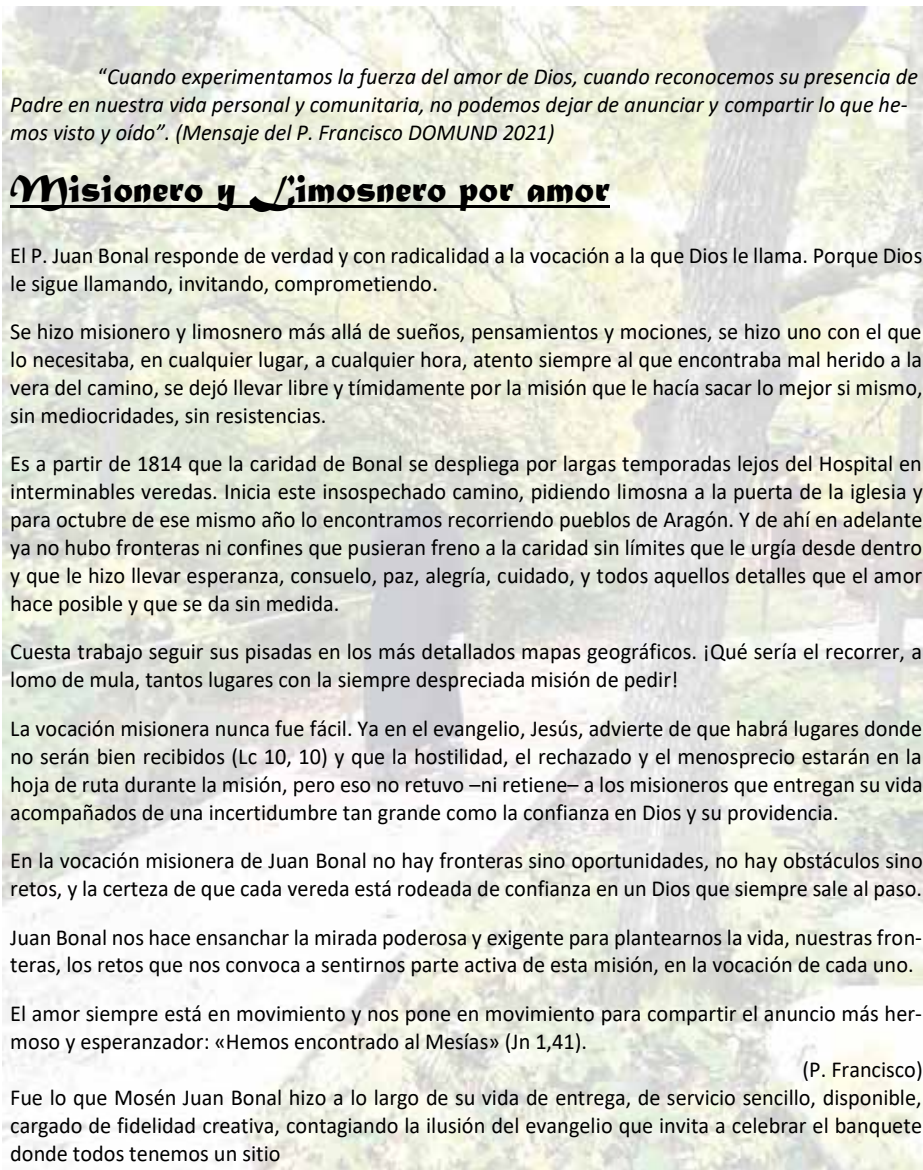 “Cuando experimentamos la fuerza del amor de Dios, cuando reconocemos su presencia de
Padre en nuestra vida personal y comunitaria, no podemos dejar de anunciar y compartir lo que he-
mos visto y oído”. (Mensaje del P. Francisco DOMUND 2021)
Misionero y Limosnero por amor
El P. Juan Bonal responde de verdad y con radicalidad a la vocación a la que Dios le llama. Porque Dios
le sigue llamando, invitando, comprometiendo.
Se hizo misionero y limosnero más allá de sueños, pensamientos y mociones, se hizo uno con el que
lo necesitaba, en cualquier lugar, a cualquier hora, atento siempre al que encontraba mal herido a la
vera del camino, se dejó llevar libre y tímidamente por la misión que le hacía sacar lo mejor si mismo,
sin mediocridades, sin resistencias.
Es a partir de 1814 que la caridad de Bonal se despliega por largas temporadas lejos del Hospital en
interminables veredas. Inicia este insospechado camino, pidiendo limosna a la puerta de la iglesia y
para octubre de ese mismo año lo encontramos recorriendo pueblos de Aragón. Y de ahí en adelante
ya no hubo fronteras ni confines que pusieran freno a la caridad sin límites que le urgía desde dentro
y que le hizo llevar esperanza, consuelo, paz, alegría, cuidado, y todos aquellos detalles que el amor
hace posible y que se da sin medida.
Cuesta trabajo seguir sus pisadas en los más detallados mapas geográficos. ¡Qué sería el recorrer, a
lomo de mula, tantos lugares con la siempre despreciada misión de pedir!
La vocación misionera nunca fue fácil. Ya en el evangelio, Jesús, advierte de que habrá lugares donde
no serán bien recibidos (Lc 10, 10) y que la hostilidad, el rechazado y el menosprecio estarán en la
hoja de ruta durante la misión, pero eso no retuvo –ni retiene– a los misioneros que entregan su vida
acompañados de una incertidumbre tan grande como la confianza en Dios y su providencia.
En la vocación misionera de Juan Bonal no hay fronteras sino oportunidades, no hay obstáculos sino
retos, y la certeza de que cada vereda está rodeada de confianza en un Dios que siempre sale al paso.
Juan Bonal nos hace ensanchar la mirada poderosa y exigente para plantearnos la vida, nuestras fron-
teras, los retos que nos convoca a sentirnos parte activa de esta misión, en la vocación de cada uno.
El amor siempre está en movimiento y nos pone en movimiento para compartir el anuncio más her-
moso y esperanzador: «Hemos encontrado al Mesías» (Jn 1,41).
(P. Francisco)
Fue lo que Mosén Juan Bonal hizo a lo largo de su vida de entrega, de servicio sencillo, disponible,
cargado de fidelidad creativa, contagiando la ilusión del evangelio que invita a celebrar el banquete
donde todos tenemos un sitio